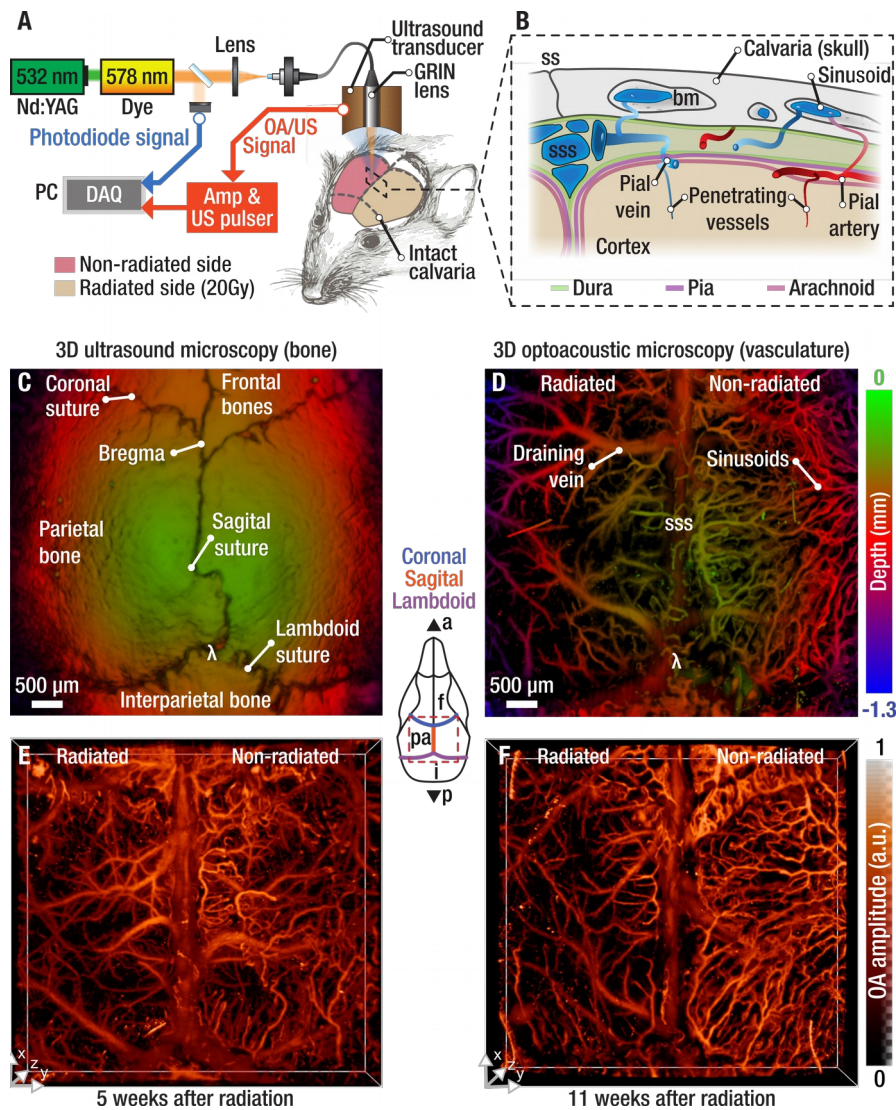 A
532 nm
Nd:YAG
578 nm
Dye
Lens
Ultrasound
transducer
GRIN
lens
Photodiode signal
OA/US
Signal
PC
DAQ
Amp &
US pulser
Intact
calvaria
Non-radiated side
Radiated side (20Gy)
B
ss
Calvaria (skull)
Sinusoid
bm
sss
Pial
vein
Penetrating
vessels
Pial
artery
Cortex
Dura
Pia
Arachnoid
3D ultrasound microscopy (bone)
C
Coronal
suture
Frontal
bones
Bregma
Parietal
bone
Sagital
suture
Lambdoid
suture
λ
500 µm
Interparietal bone
3D optoacoustic microscopy (vasculature)
D
Radiated
Non-radiated
Draining
vein
Sinusoids
sss
λ
500 µm
0
Depth (mm)
-1.3
Coronal
Sagital
Lambdoid
a
f
pa
i
p
E
Radiated
Non-radiated
x
z
y
5 weeks after radiation
F
Radiated
Non-radiated
x
z
y
11 weeks after radiation
1
OA amplitude (a.u.)
0